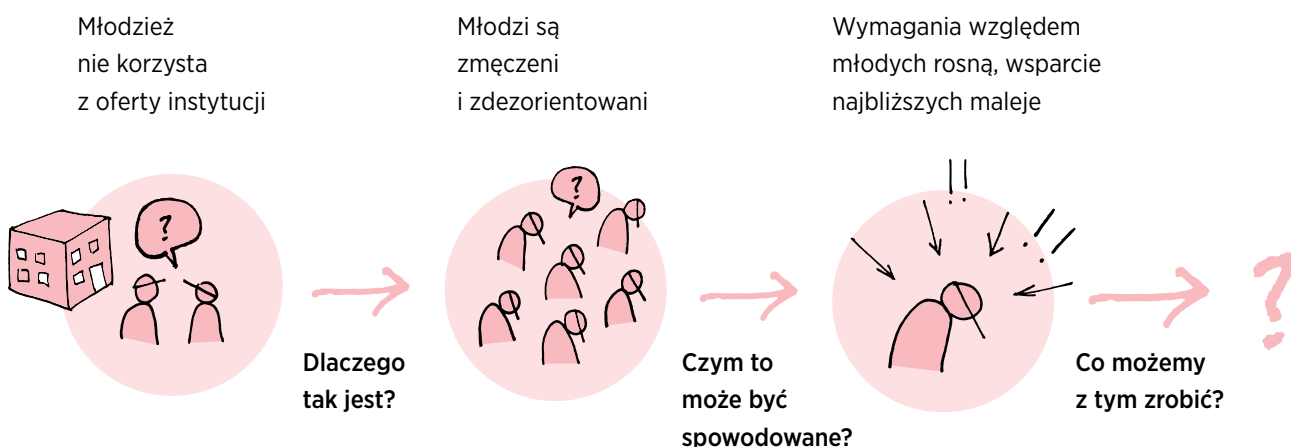 Młodzież
nie korzysta
z oferty instytucji
Młodzi są
zmęczeni
i zdezorientowani
Wymagania względem
młodych rosną, wsparcie
najbliższych maleje
?
?
!!
!!
?
Dlaczego
tak jest?
Czym to
może być
spowodowane?
Co możemy
z tym zrobić?